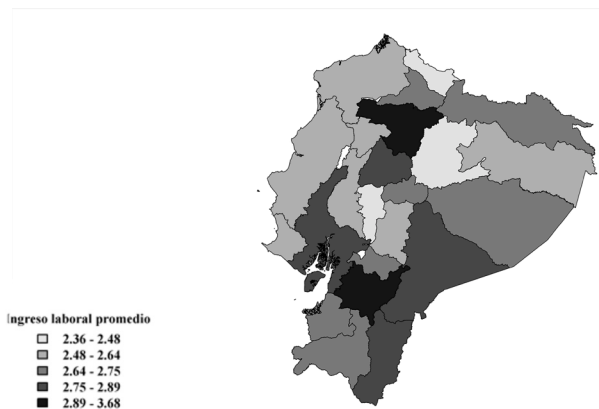 Ingreso laboral promedio
2.36 - 2.48
2.48 - 2.64
2.64 - 2.75
2.75 - 2.89
2.89 - 3.68